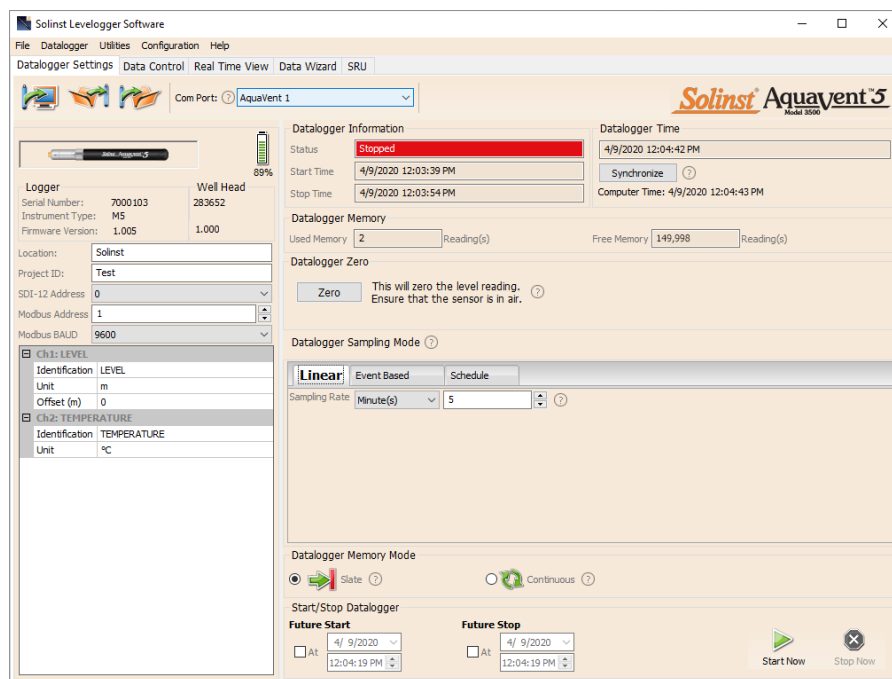 Solinst Levelogger Software
File Datalogger Utilities Configuration Help
Datalogger Settings Data Control Real Time View Data Wizard SRU
Com Port: ? AquaVent 1
Solinst Aquavent™5
Model 3500
89%
Logger Well Head
Serial Number: 7000103 283652
Instrument Type: M5
Firmware Version: 1.005 1.000
Location: Solinst
Project ID: Test
SDI-12 Address 0
Modbus Address 1
Modbus BAUD 9600
Ch1: LEVEL
Identification LEVEL
Unit m
Offset (m) 0
Ch2: TEMPERATURE
Identification TEMPERATURE
Unit °C
Datalogger Information
Status Stopped
Start Time 4/9/2020 12:03:39 PM
Stop Time 4/9/2020 12:03:54 PM
Datalogger Time
4/9/2020 12:04:42 PM
Synchronize ?
Computer Time: 4/9/2020 12:04:43 PM
Datalogger Memory
Used Memory 2 Reading(s) Free Memory 149,998 Reading(s)
Datalogger Zero
Zero
This will zero the level reading.
Ensure that the sensor is in air. ?
Datalogger Sampling Mode ?
Linear Event Based Schedule
Sampling Rate Minute(s) 5 ?
Datalogger Memory Mode
Slate ? Continuous ?
Start/Stop Datalogger
Future Start Future Stop
At 4/ 9/2020 At 4/ 9/2020
12:04:19 PM 12:04:19 PM
Start Now Stop Now